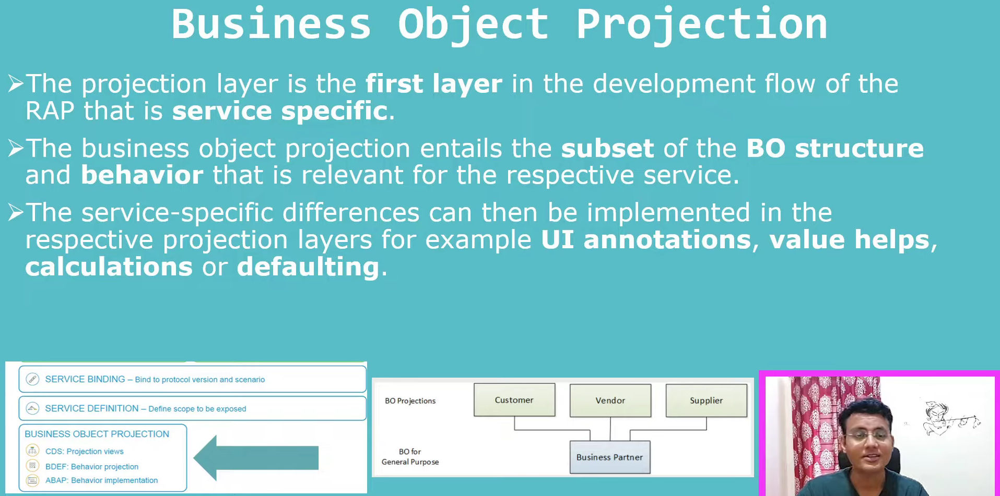 Business Object Projection
➢The projection layer is the first layer in the development flow of the
RAP that is service specific.
➢The business object projection entails the subset of the BO structure
and behavior that is relevant for the respective service.
➢The service-specific differences can then be implemented in the
respective projection layers for example UI annotations, value helps,
calculations or defaulting.
SERVICE BINDING – Bind to protocol version and scenario
SERVICE DEFINITION – Define scope to be exposed
BUSINESS OBJECT PROJECTION
CDS: Projection views
BDEF: Behavior projection
ABAP: Behavior implementation
BO Projections
Customer
Vendor
Supplier
BO for
General Purpose
Business Partner